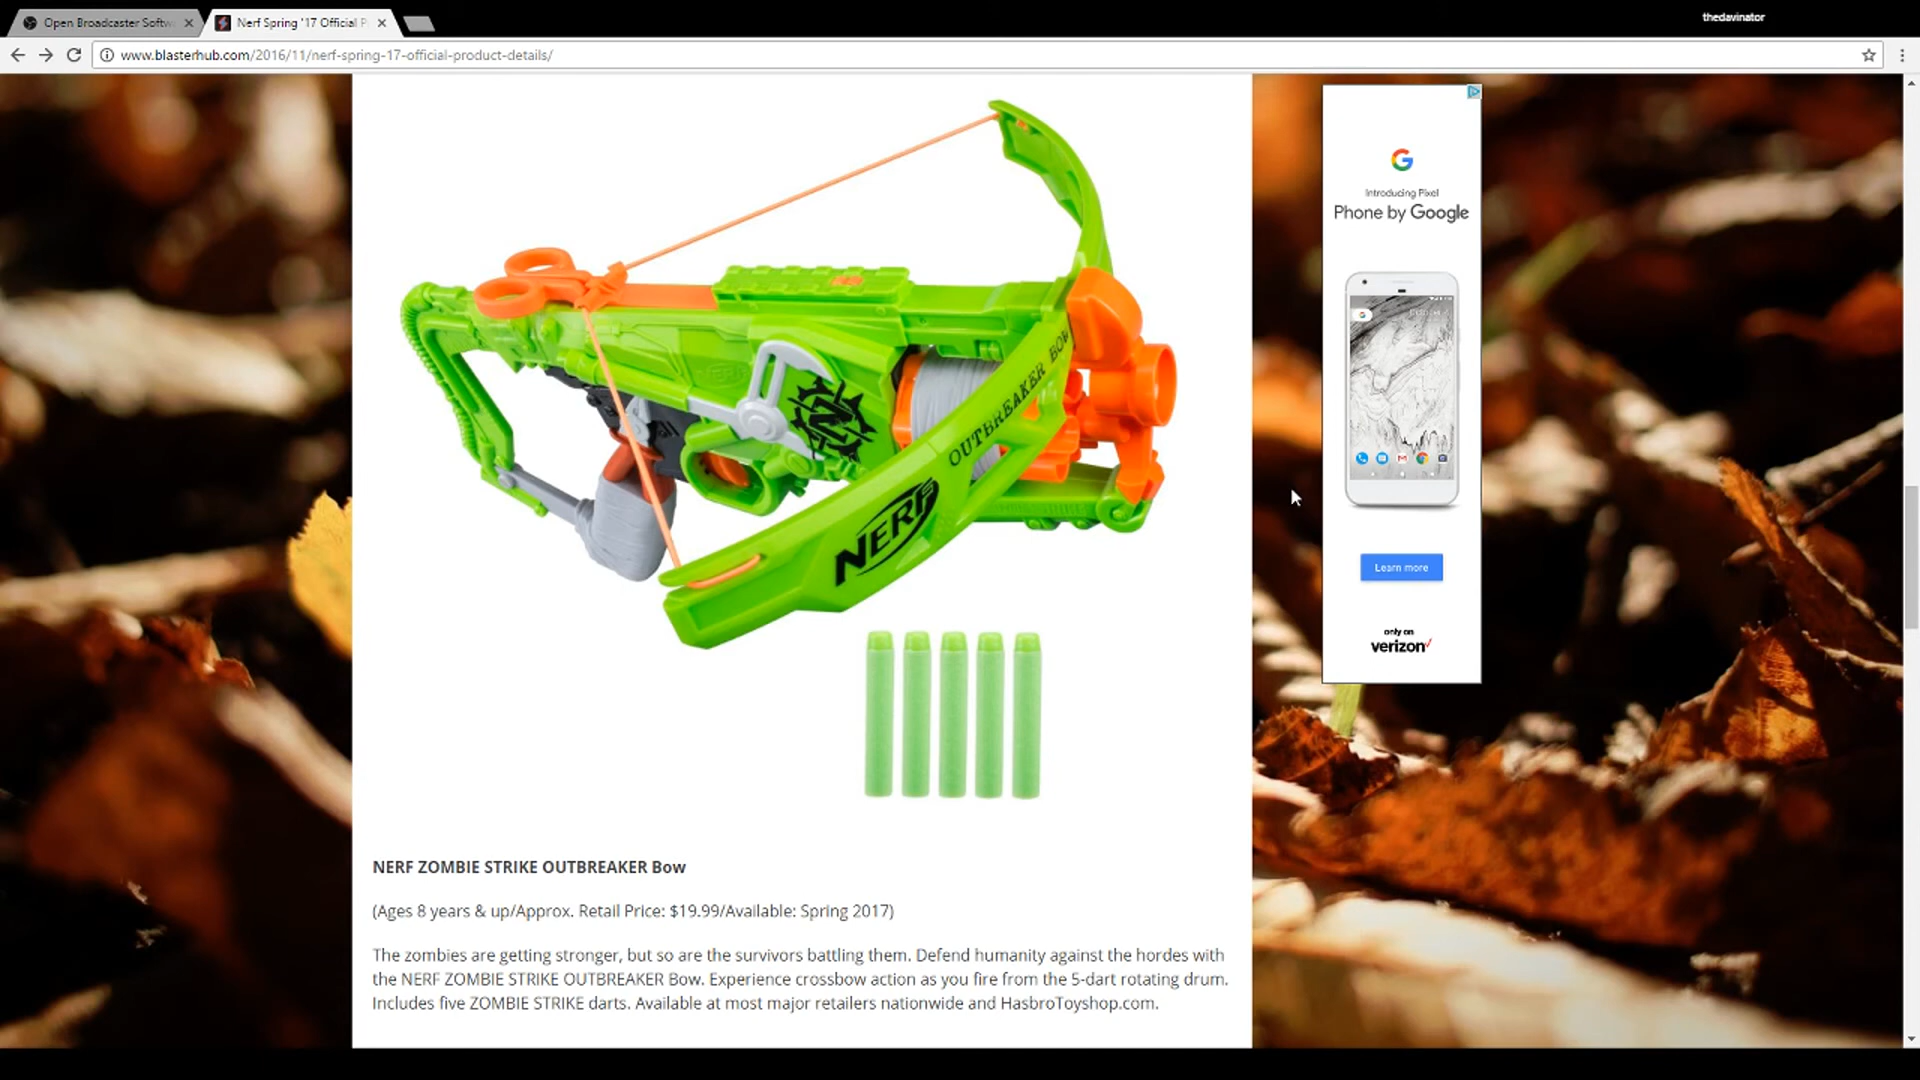 Open Broadcaster Softw
Nerf Spring '17 Official P
thedavinator
www.blasterhub.com/2016/11/nerf-spring-17-official-product-details/
OUTBREAKER BOW
NERF
Introducing Pixel
Phone by Google
Learn more
only on
verizon
NERF ZOMBIE STRIKE OUTBREAKER Bow
(Ages 8 years & up/Approx. Retail Price: $19.99/Available: Spring 2017)
The zombies are getting stronger, but so are the survivors battling them. Defend humanity against the hordes with
the NERF ZOMBIE STRIKE OUTBREAKER Bow. Experience crossbow action as you fire from the 5-dart rotating drum.
Includes five ZOMBIE STRIKE darts. Available at most major retailers nationwide and HasbroToyshop.com.